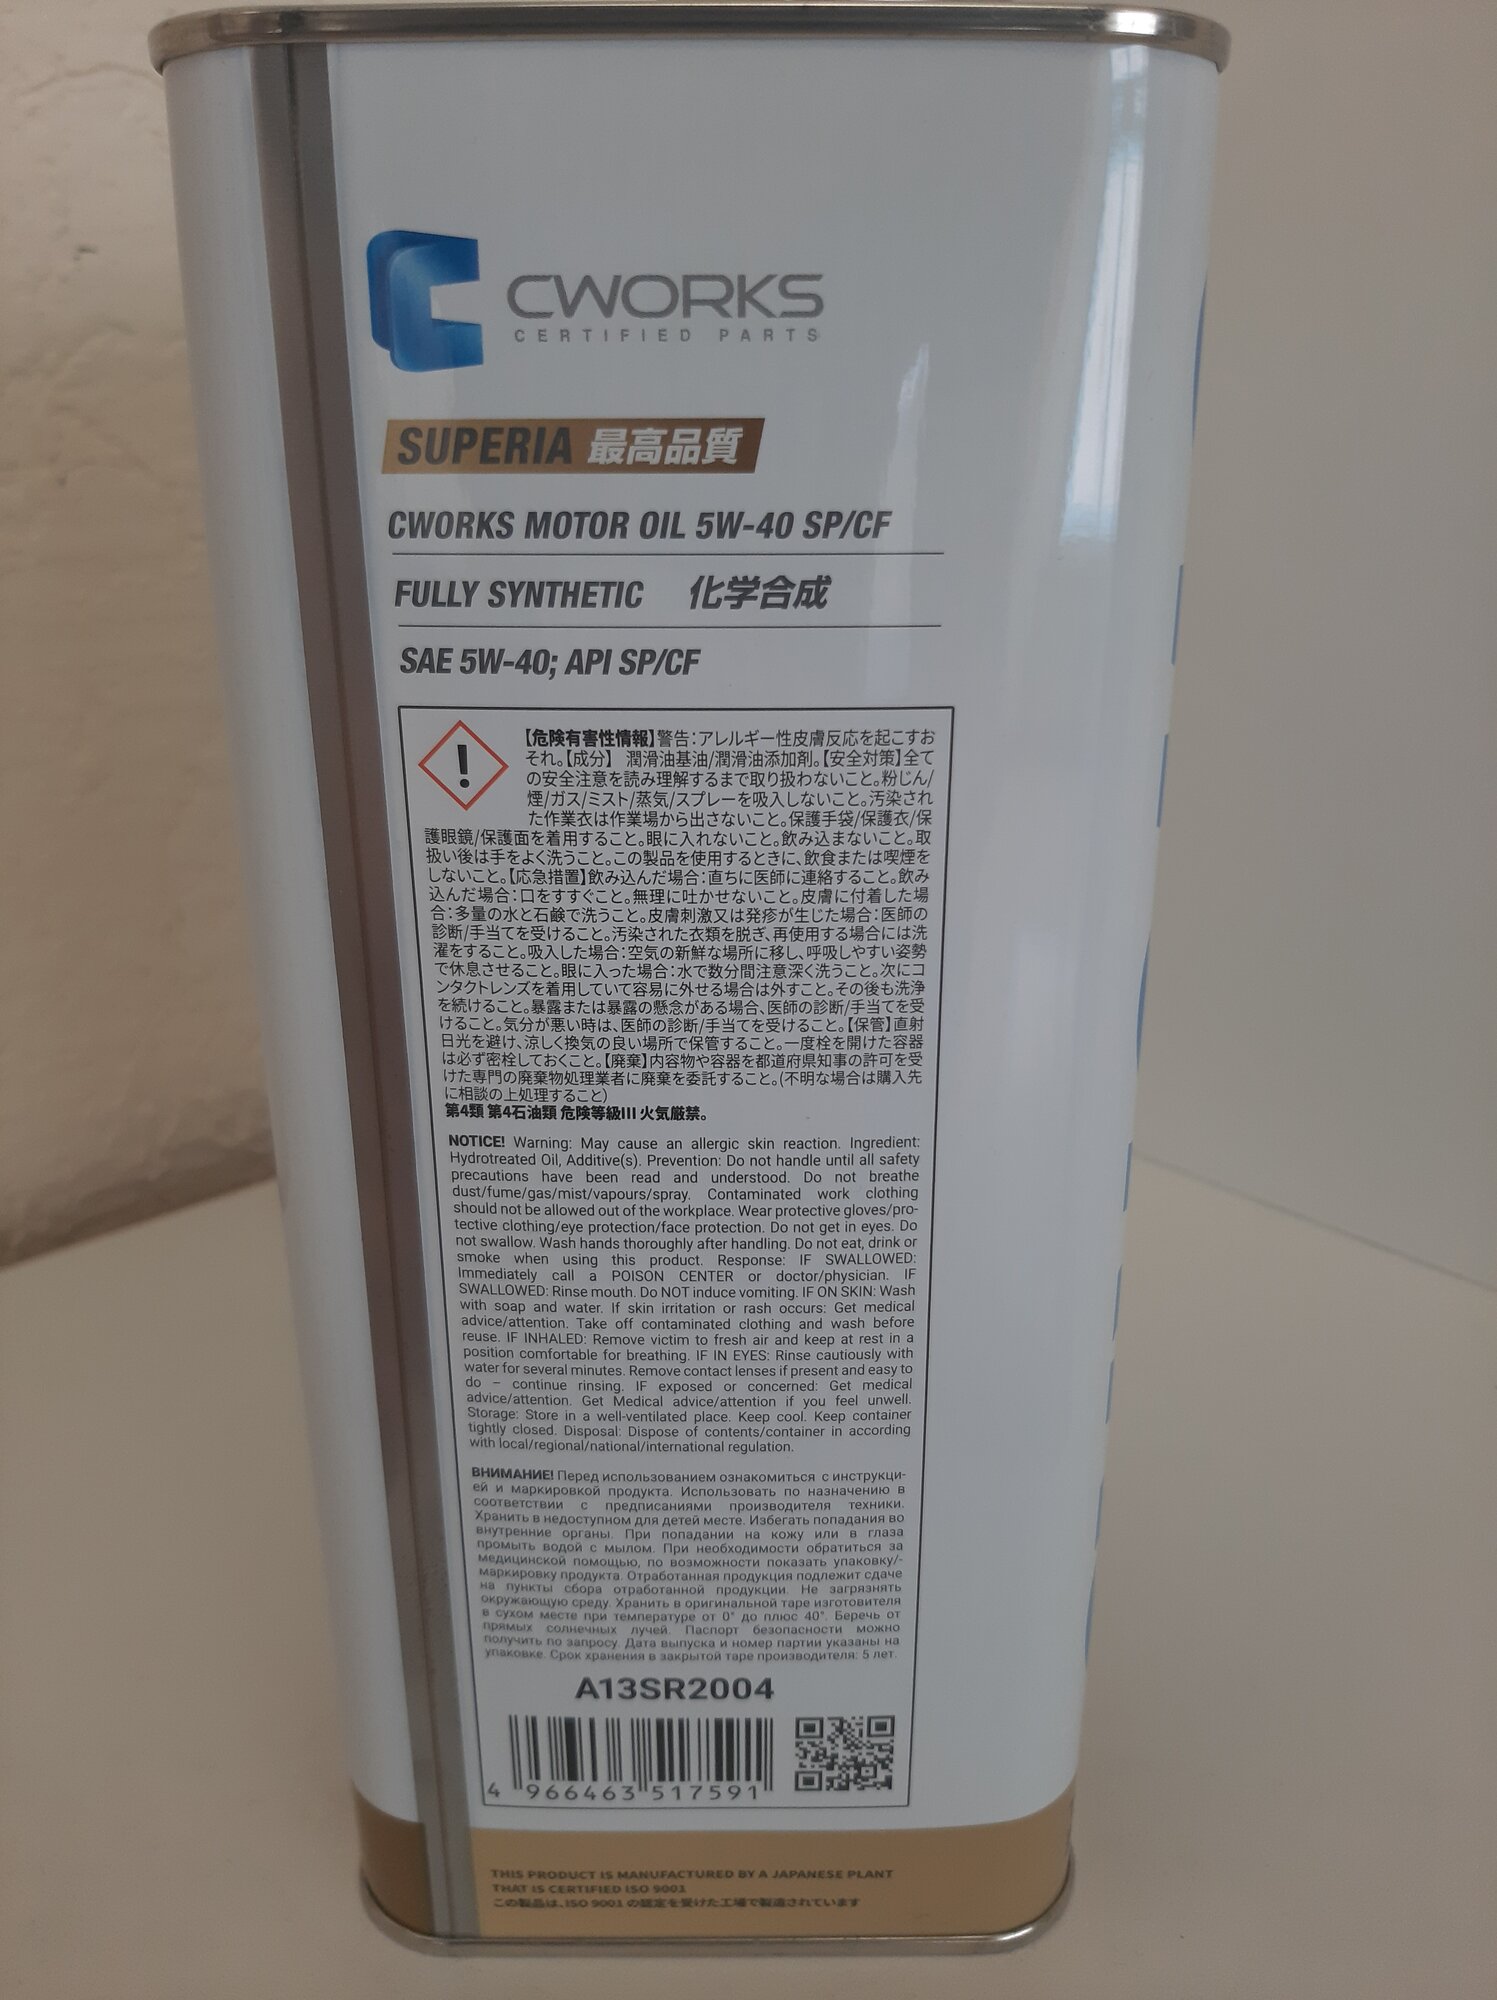 CWORKS
CERTIFIED PARTS
SUPERIA 最高品質
CWORKS MOTOR OIL 5W-40 SP/CF
FULLY SYNTHETIC 化学合成
SAE 5W-40; API SP/CF
【危険有害性情報】警告:アレルギー性皮膚反応を起こすお
それ。【成分】 潤滑油基油/潤滑油添加剤。【安全対策】全て
の安全注意を読み理解するまで取り扱わないこと。粉じん/
煙/ガス/ミスト/蒸気/スプレーを吸入しないこと。汚染され
た作業衣は作業場から出さないこと。保護手袋/保護衣/保
護眼鏡/保護面を着用すること。眼に入れないこと。飲み込まないこと。取
扱い後は手をよく洗うこと。この製品を使用するときに、飲食または喫煙を
しないこと。【応急措置】飲み込んだ場合:直ちに医師に連絡すること。飲み
込んだ場合:口をすすぐこと。無理に吐かせないこと。皮膚に付着した場
合:多量の水と石鹸で洗うこと。皮膚刺激又は発疹が生じた場合:医師の
診断/手当てを受けること。汚染された衣類を脱ぎ、再使用する場合には洗
濯をすること。吸入した場合:空気の新鮮な場所に移し、呼吸しやすい姿勢
で休息させること。眼に入った場合:水で数分間注意深く洗うこと。次にコ
ンタクトレンズを着用していて容易に外せる場合は外すこと。その後も洗浄
を続けること。暴露または暴露の懸念がある場合、医師の診断/手当てを受
けること。気分が悪い時は、医師の診断/手当てを受けること。【保管】直射
日光を避け、涼しく換気の良い場所で保管すること。一度栓を開けた容器
は必ず密栓しておくこと。【廃棄】内容物や容器を都道府県知事の許可を受
けた専門の廃棄物処理業者に廃棄を委託すること。(不明な場合は購入先
に相談の上処理すること)
第4類 第4石油類 危険等級III 火気厳禁。
NOTICE! Warning: May cause an allergic skin reaction. Ingredient:
Hydrotreated Oil, Additive(s). Prevention: Do not handle until all safety
precautions have been read and understood. Do not breathe
dust/fume/gas/mist/vapours/spray. Contaminated work clothing
should not be allowed out of the workplace. Wear protective gloves/pro-
tective clothing/eye protection/face protection. Do not get in eyes. Do
not swallow. Wash hands thoroughly after handling. Do not eat, drink or
smoke when using this product. Response: IF SWALLOWED:
Immediately call a POISON CENTER or doctor/physician. IF
SWALLOWED: Rinse mouth. Do NOT induce vomiting. IF ON SKIN: Wash
with soap and water. If skin irritation or rash occurs: Get medical
advice/attention. Take off contaminated clothing and wash before
reuse. IF INHALED: Remove victim to fresh air and keep at rest in a
position comfortable for breathing. IF IN EYES: Rinse cautiously with
water for several minutes. Remove contact lenses if present and easy to
do – continue rinsing. IF exposed or concerned: Get medical
advice/attention. Get Medical advice/attention if you feel unwell.
Storage: Store in a well-ventilated place. Keep cool. Keep container
tightly closed. Disposal: Dispose of contents/container in according
with local/regional/national/international regulation.
ВНИМАНИЕ! Перед использованием ознакомиться с инструкци-
ей и маркировкой продукта. Использовать по назначению в
соответствии с предписаниями производителя техники.
Хранить в недоступном для детей месте. Избегать попадания во
внутренние органы. При попадании на кожу или в глаза
промыть водой с мылом. При необходимости обратиться за
медицинской помощью, по возможности показать упаковку/-
маркировку продукта. Отработанная продукция подлежит сдаче
на пункты сбора отработанной продукции. Не загрязнять
окружающую среду. Хранить в оригинальной таре изготовителя
в сухом месте при температуре от 0° до плюс 40°. Беречь от
прямых солнечных лучей. Паспорт безопасности можно
получить по запросу. Дата выпуска и номер партии указаны на
упаковке. Срок хранения в закрытой таре производителя: 5 лет.
A13SR2004
4 966463 517591
THIS PRODUCT IS MANUFACTURED BY A JAPANESE PLANT
THAT IS CERTIFIED ISO 9001
この製品は、ISO 9001 の認定を受けた工場で製造されています